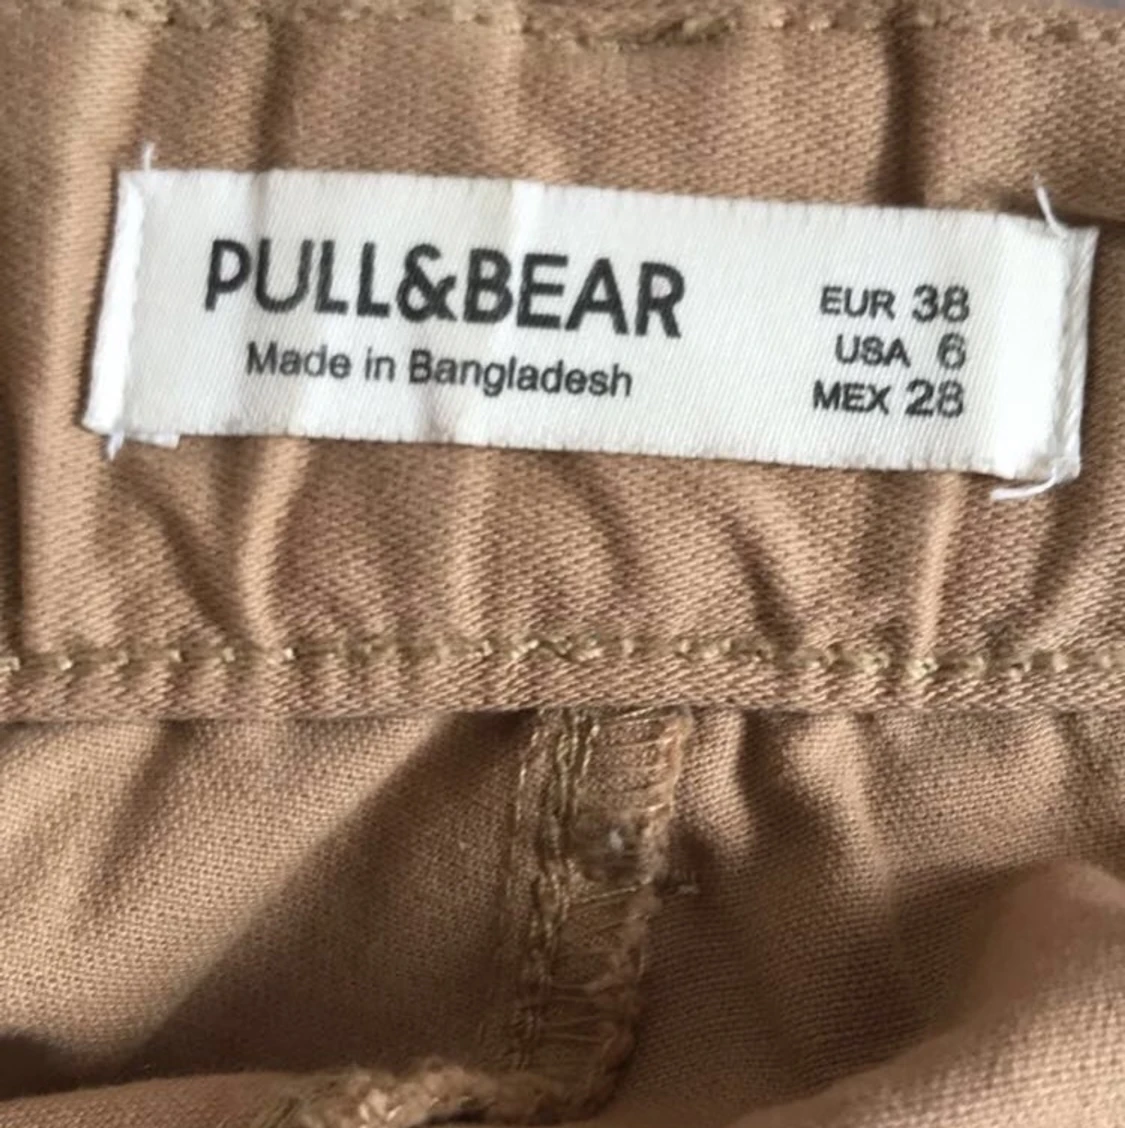 PULL&BEAR
Made in Bangladesh
EUR 38
USA 6
MEX 28